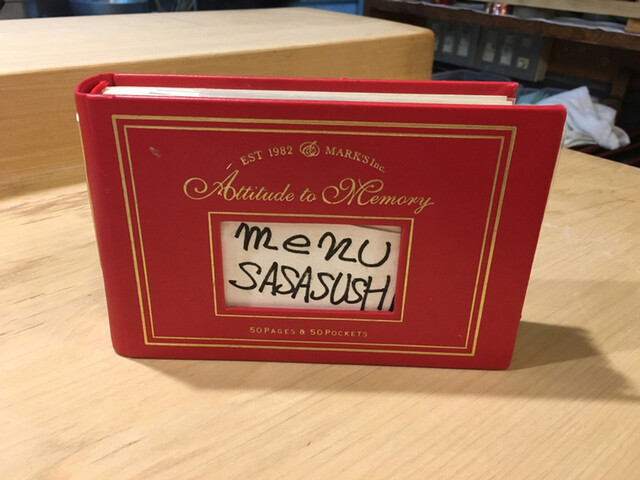 EST 1982 & MARK'S Inc.
Attitude to Memory
menu
SASASUSHI
50 PAGES & 50 POCKETS